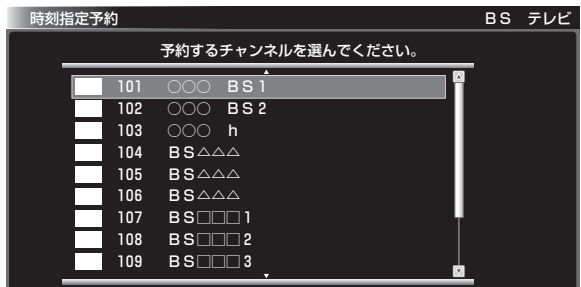 時刻指定予約 BS テレビ
予約するチャンネルを選んでください。
101 ○○○ BS1
102 ○○○ BS2
103 ○○○ h
104 BS△△△
105 BS△△△
106 BS△△△
107 BS□□□1
108 BS□□□2
109 BS□□□3